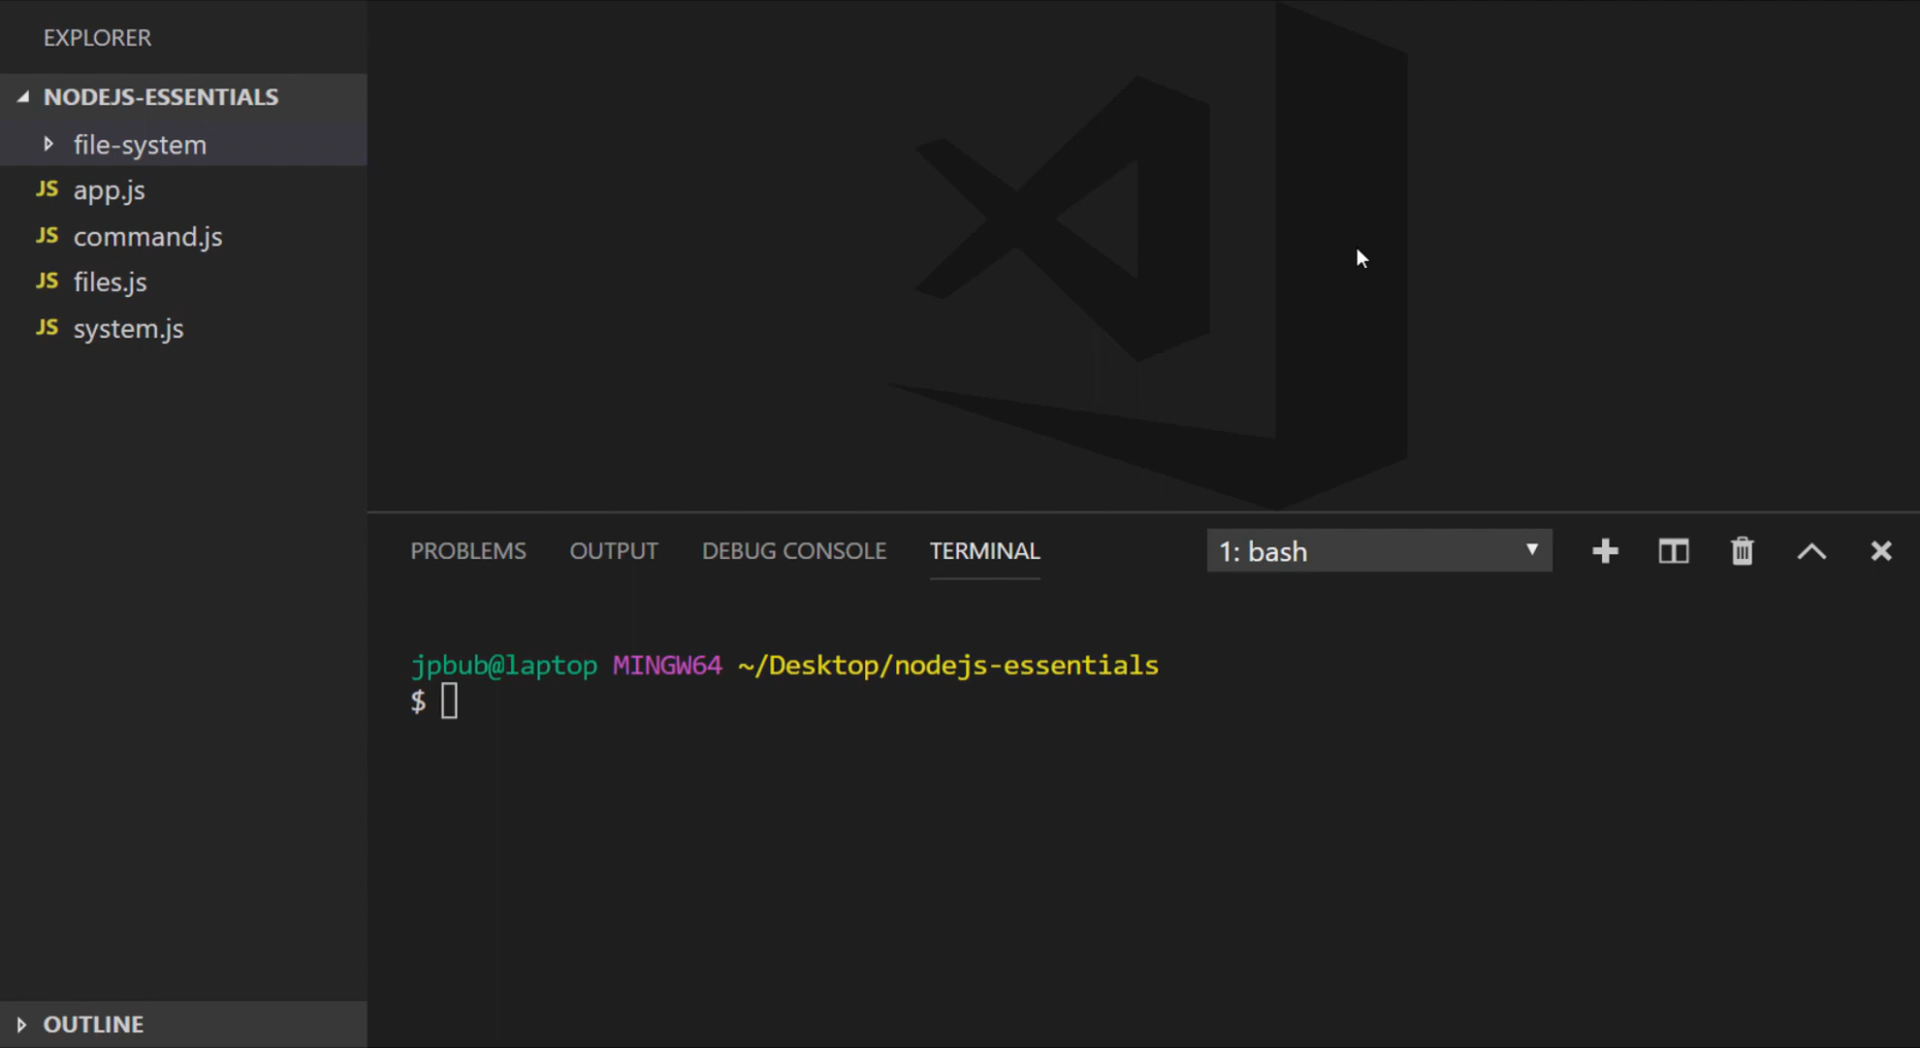 EXPLORER
NODEJS-ESSENTIALS
file-system
JS app.js
JS command.js
JS files.js
JS system.js
OUTLINE
PROBLEMS OUTPUT DEBUG CONSOLE TERMINAL 1: bash
jpbub@laptop MINGW64 ~/Desktop/nodejs-essentials
$